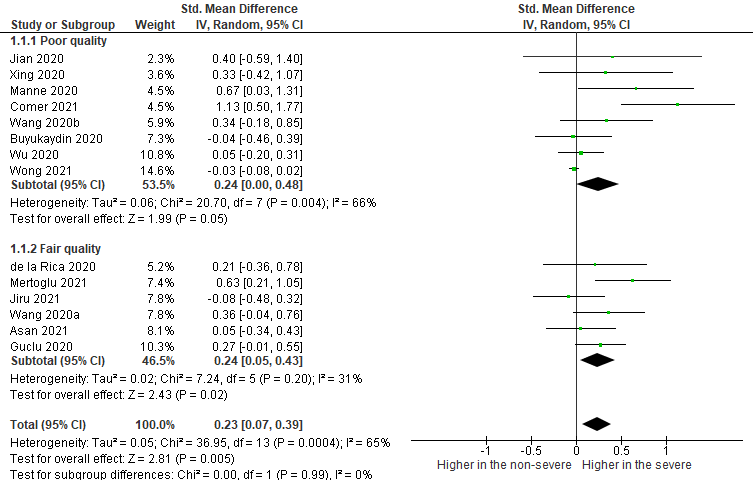 Std. Mean Difference Std. Mean Difference
Study or Subgroup Weight IV, Random, 95% CI IV, Random, 95% CI
1.1.1 Poor quality
Jian 2020 2.3% 0.40 [-0.59, 1.40]
Xing 2020 3.6% 0.33 [-0.42, 1.07]
Manne 2020 4.5% 0.67 [0.03, 1.31]
Comer 2021 4.5% 1.13 [0.50, 1.77]
Wang 2020b 5.9% 0.34 [-0.18, 0.85]
Buyukaydin 2020 7.3% -0.04 [-0.46, 0.39]
Wu 2020 10.8% 0.05 [-0.20, 0.31]
Wong 2021 14.6% -0.03 [-0.08, 0.02]
Subtotal (95% CI) 53.5% 0.24 [0.00, 0.48]
Heterogeneity: Tau² = 0.06; Chi² = 20.70, df = 7 (P = 0.004); I² = 66%
Test for overall effect: Z = 1.99 (P = 0.05)
1.1.2 Fair quality
de la Rica 2020 5.2% 0.21 [-0.36, 0.78]
Mertoglu 2021 7.4% 0.63 [0.21, 1.05]
Jiru 2021 7.8% -0.08 [-0.48, 0.32]
Wang 2020a 7.8% 0.36 [-0.04, 0.76]
Asan 2021 8.1% 0.05 [-0.34, 0.43]
Guclu 2020 10.3% 0.27 [-0.01, 0.55]
Subtotal (95% CI) 46.5% 0.24 [0.05, 0.43]
Heterogeneity: Tau² = 0.02; Chi² = 7.24, df = 5 (P = 0.20); I² = 31%
Test for overall effect: Z = 2.43 (P = 0.02)
Total (95% CI) 100.0% 0.23 [0.07, 0.39]
Heterogeneity: Tau² = 0.05; Chi² = 36.95, df = 13 (P = 0.0004); I² = 65%
Test for overall effect: Z = 2.81 (P = 0.005)
Test for subgroup differences: Chi² = 0.00, df = 1 (P = 0.99), I² = 0%
-1 -0.5 0 0.5 1
Higher in the non-severe Higher in the severe